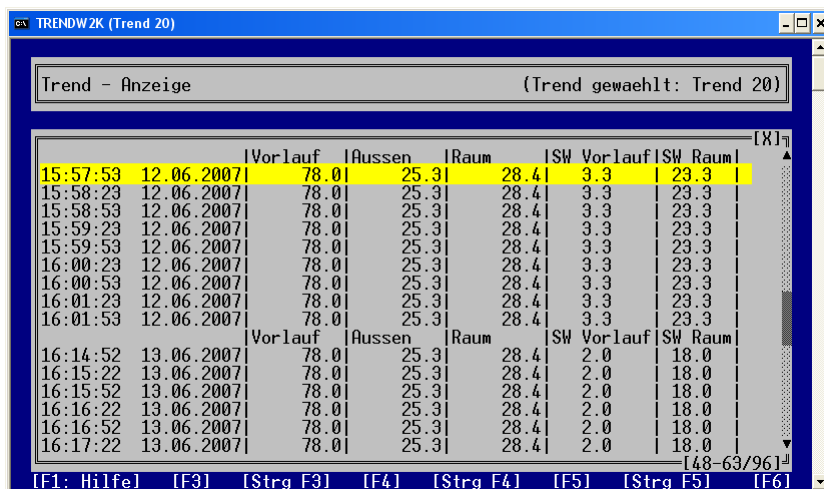 TRENDW2K (Trend 20)
Trend - Anzeige (Trend gewaehlt: Trend 20)
[X]
|Vorlauf |Aussen |Raum |SW Vorlauf|SW Raum|
15:57:53 12.06.2007| 78.0| 25.3| 28.4| 3.3 | 23.3 |
15:58:23 12.06.2007| 78.0| 25.3| 28.4| 3.3 | 23.3 |
15:58:53 12.06.2007| 78.0| 25.3| 28.4| 3.3 | 23.3 |
15:59:23 12.06.2007| 78.0| 25.3| 28.4| 3.3 | 23.3 |
15:59:53 12.06.2007| 78.0| 25.3| 28.4| 3.3 | 23.3 |
16:00:23 12.06.2007| 78.0| 25.3| 28.4| 3.3 | 23.3 |
16:00:53 12.06.2007| 78.0| 25.3| 28.4| 3.3 | 23.3 |
16:01:23 12.06.2007| 78.0| 25.3| 28.4| 3.3 | 23.3 |
16:01:53 12.06.2007| 78.0| 25.3| 28.4| 3.3 | 23.3 |
|Vorlauf |Aussen |Raum |SW Vorlauf|SW Raum|
16:14:52 13.06.2007| 78.0| 25.3| 28.4| 2.0 | 18.0 |
16:15:22 13.06.2007| 78.0| 25.3| 28.4| 2.0 | 18.0 |
16:15:52 13.06.2007| 78.0| 25.3| 28.4| 2.0 | 18.0 |
16:16:22 13.06.2007| 78.0| 25.3| 28.4| 2.0 | 18.0 |
16:16:52 13.06.2007| 78.0| 25.3| 28.4| 2.0 | 18.0 |
16:17:22 13.06.2007| 78.0| 25.3| 28.4| 2.0 | 18.0 |
[48-63/96]
[F1: Hilfe] [F3] [Strg F3] [F4] [Strg F4] [F5] [Strg F5] [F6]